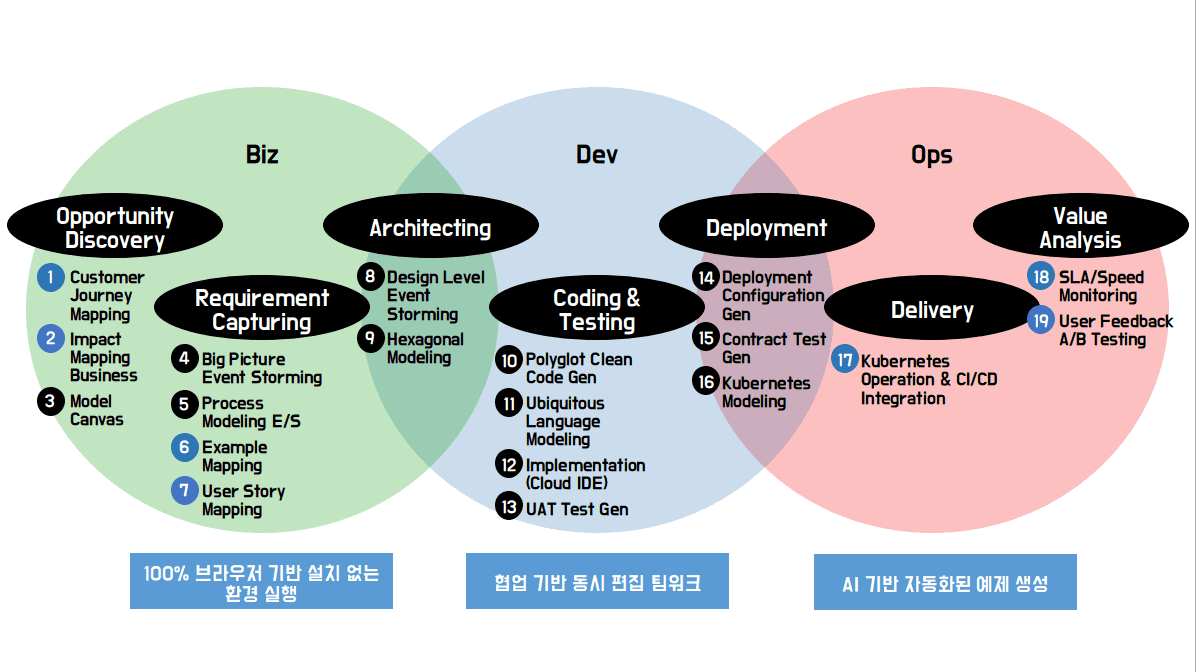 Biz
Dev
Ops
Opportunity
Discovery
1 Customer
Journey
Mapping
2 Impact
Mapping
Business
3 Model
Canvas
Requirement
Capturing
4 Big Picture
Event Storming
5 Process
Modeling E/S
6 Example
Mapping
7 User Story
Mapping
Architecting
8 Design Level
Event
Storming
9 Hexagonal
Modeling
Coding &
Testing
10 Polyglot Clean
Code Gen
11 Ubiquitous
Language
Modeling
12 Implementation
(Cloud IDE)
13 UAT Test Gen
Deployment
14 Deployment
Configuration
Gen
15 Contract Test
Gen
16 Kubernetes
Modeling
Delivery
17 Kubernetes
Operation & CI/CD
Integration
Value
Analysis
18 SLA/Speed
Monitoring
19 User Feedback
A/B Testing
100% 브라우저 기반 설치 없는
환경 실행
협업 기반 동시 편집 팀워크
AI 기반 자동화된 예제 생성